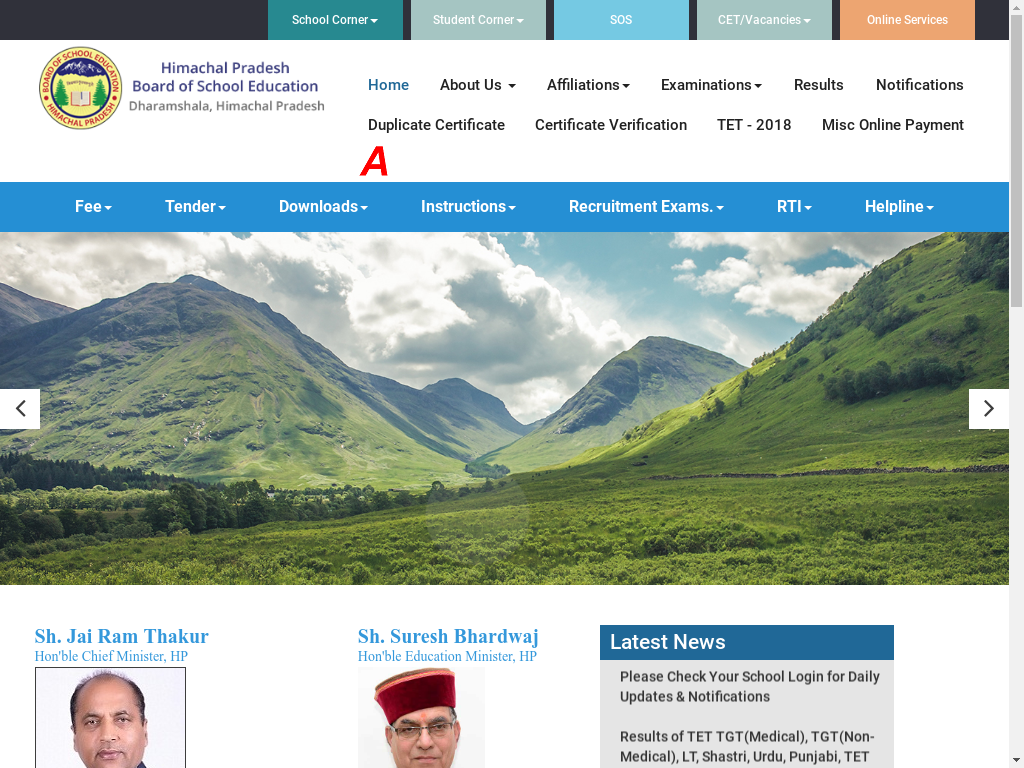 School Corner
Student Corner
SOS
CET/Vacancies
Online Services
BOARD OF SCHOOL EDUCATION
HIMACHAL PRADESH
Himachal Pradesh
Board of School Education
Dharamshala, Himachal Pradesh
Home
About Us
Affiliations
Examinations
Results
Notifications
Duplicate Certificate
Certificate Verification
TET - 2018
Misc Online Payment
A
Fee
Tender
Downloads
Instructions
Recruitment Exams.
RTI
Helpline
Sh. Jai Ram Thakur
Hon'ble Chief Minister, HP
Sh. Suresh Bhardwaj
Hon'ble Education Minister, HP
Latest News
Please Check Your School Login for Daily
Updates & Notifications
Results of TET TGT(Medical), TGT(Non-
Medical), LT, Shastri, Urdu, Punjabi, TET